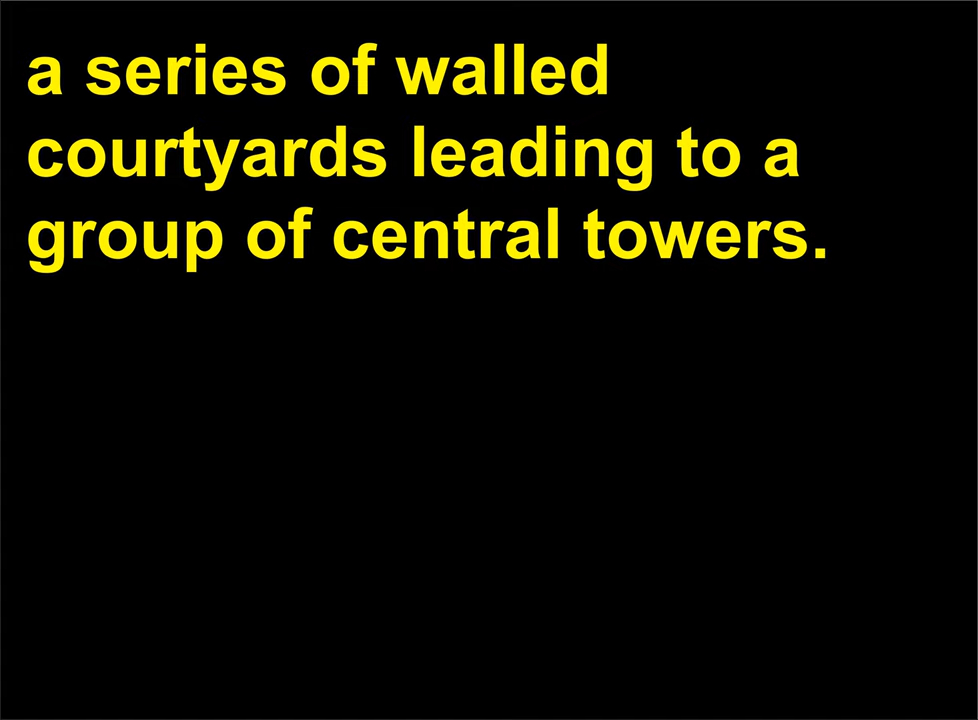 a series of walled
courtyards leading to a
group of central towers.